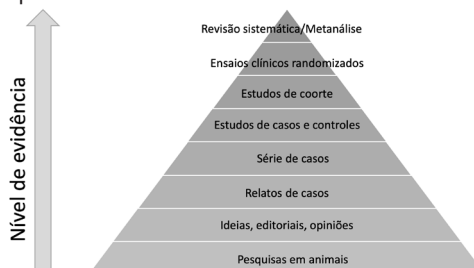 Revisão sistemática/Metanálise
Ensaios clínicos randomizados
Estudos de coorte
Estudos de casos e controles
Série de casos
Relatos de casos
Ideias, editoriais, opiniões
Pesquisas em animais
Nível de evidência